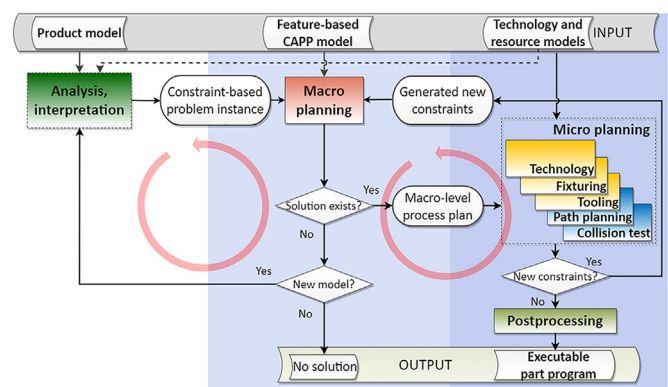 Product model
Feature-based
CAPP model
Technology and
resource models
INPUT
Analysis,
interpretation
Constraint-based
problem instance
Macro
planning
Generated new
constraints
Micro planning
Technology
Fixturing
Tooling
Path planning
Collision test
Solution exists?
Yes
Macro-level
process plan
No
Yes
New model?
No
New constraints?
Yes
No
Postprocessing
No solution
OUTPUT
Executable
part program